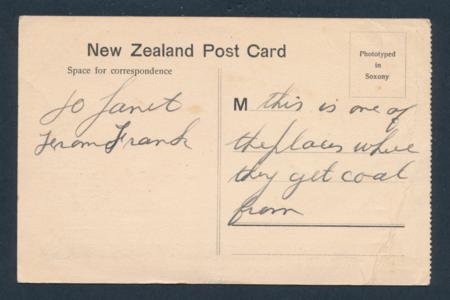 New Zealand Post Card
Space for correspondence
Phototyped
in
Soxony
To Janet
From Frank
M this is one of
the places where
they get coal
from